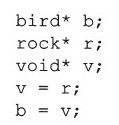 bird* b;
rock* r;
void* v;
v = r;
b = v;